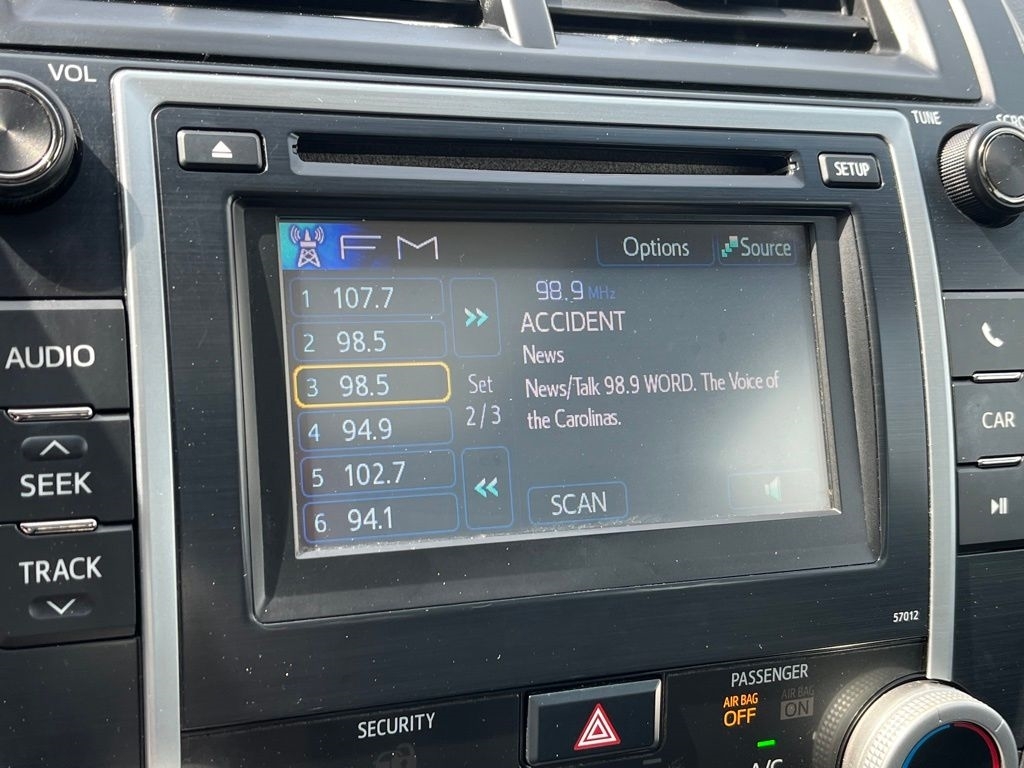 VOL
TUNE
SETUP
FM
Options
Source
1 107.7
2 98.5
3 98.5
4 94.9
5 102.7
6 94.1
Set
2/3
98.9 MHz
ACCIDENT
News
News/Talk 98.9 WORD. The Voice of
the Carolinas.
SCAN
AUDIO
SEEK
TRACK
CAR
57012
SECURITY
PASSENGER
AIR BAG
OFF
AIR BAG
ON
A/C